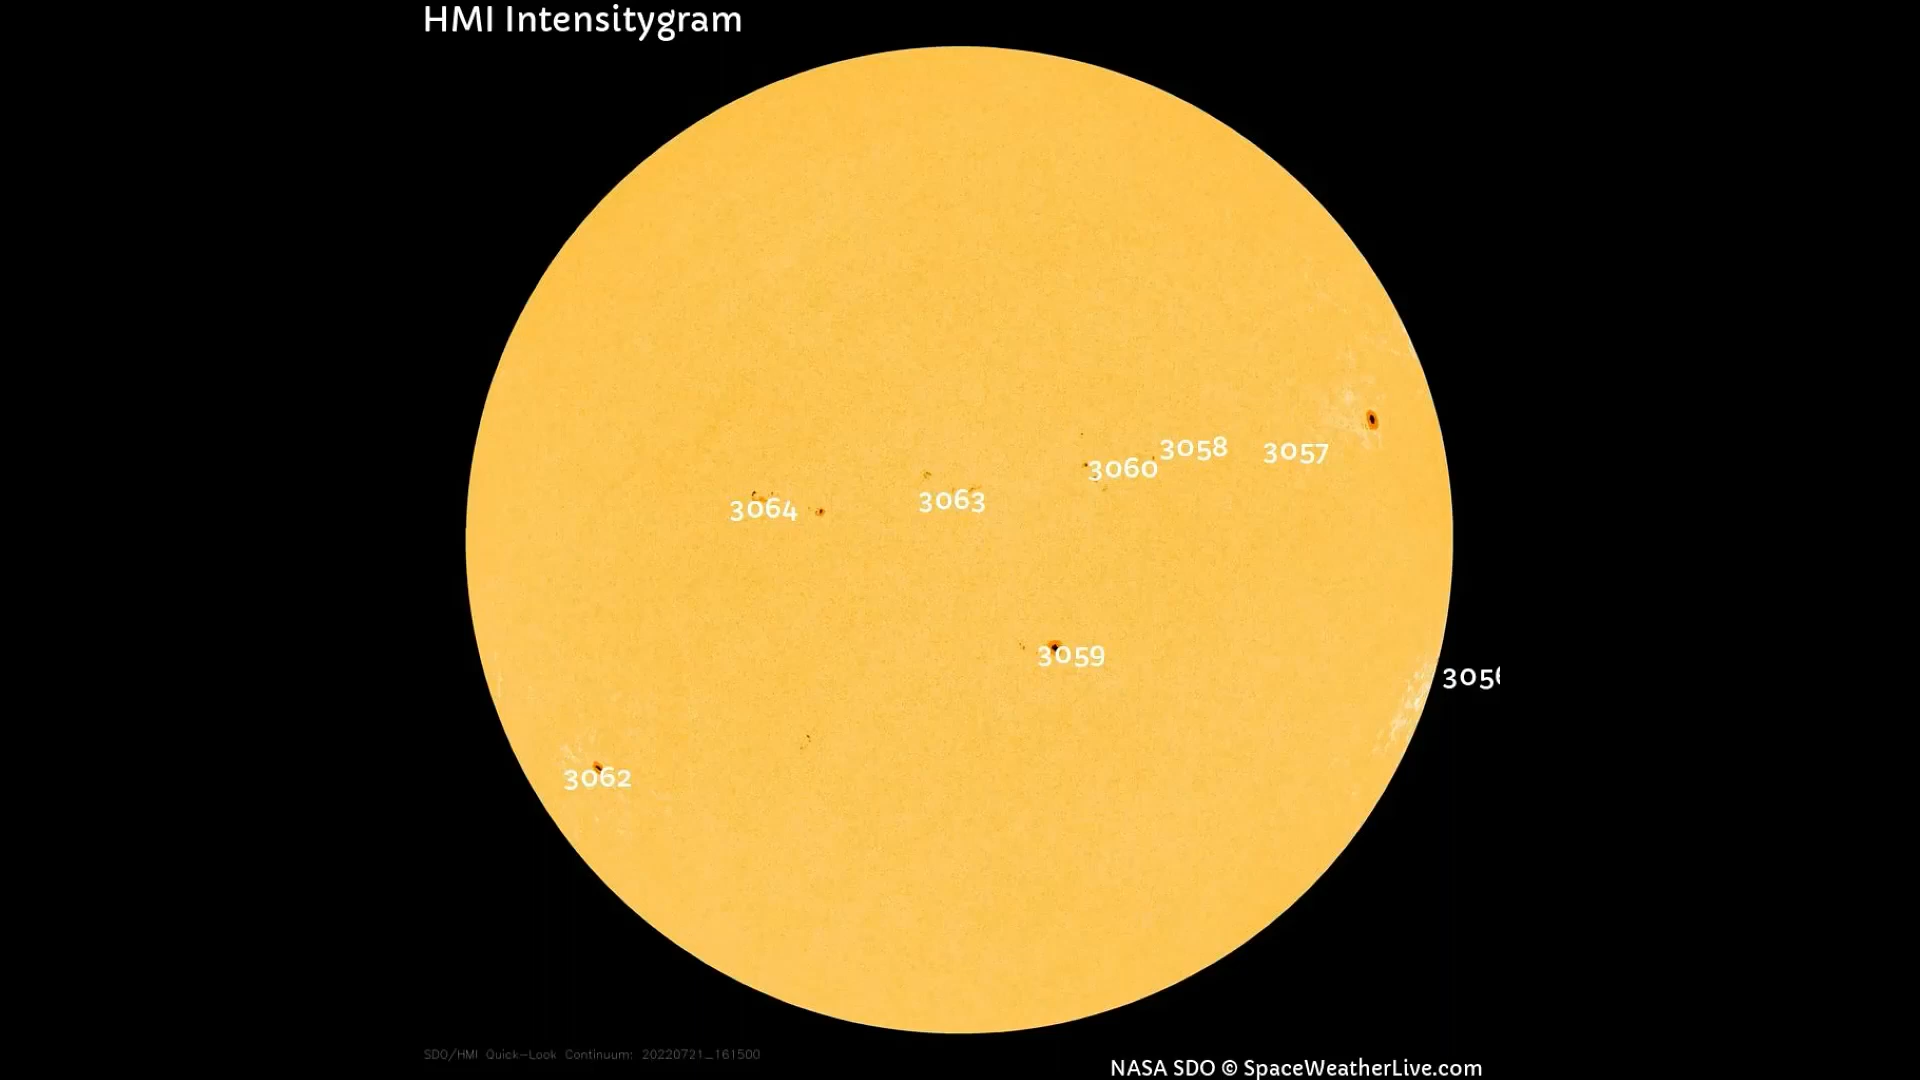 HMI Intensitygram
3058
3057
3060
3064
3063
3059
3062
SDO/HMI Quick-Look Continuum: 20220721_161500
NASA SDO © SpaceWeatherLive.com